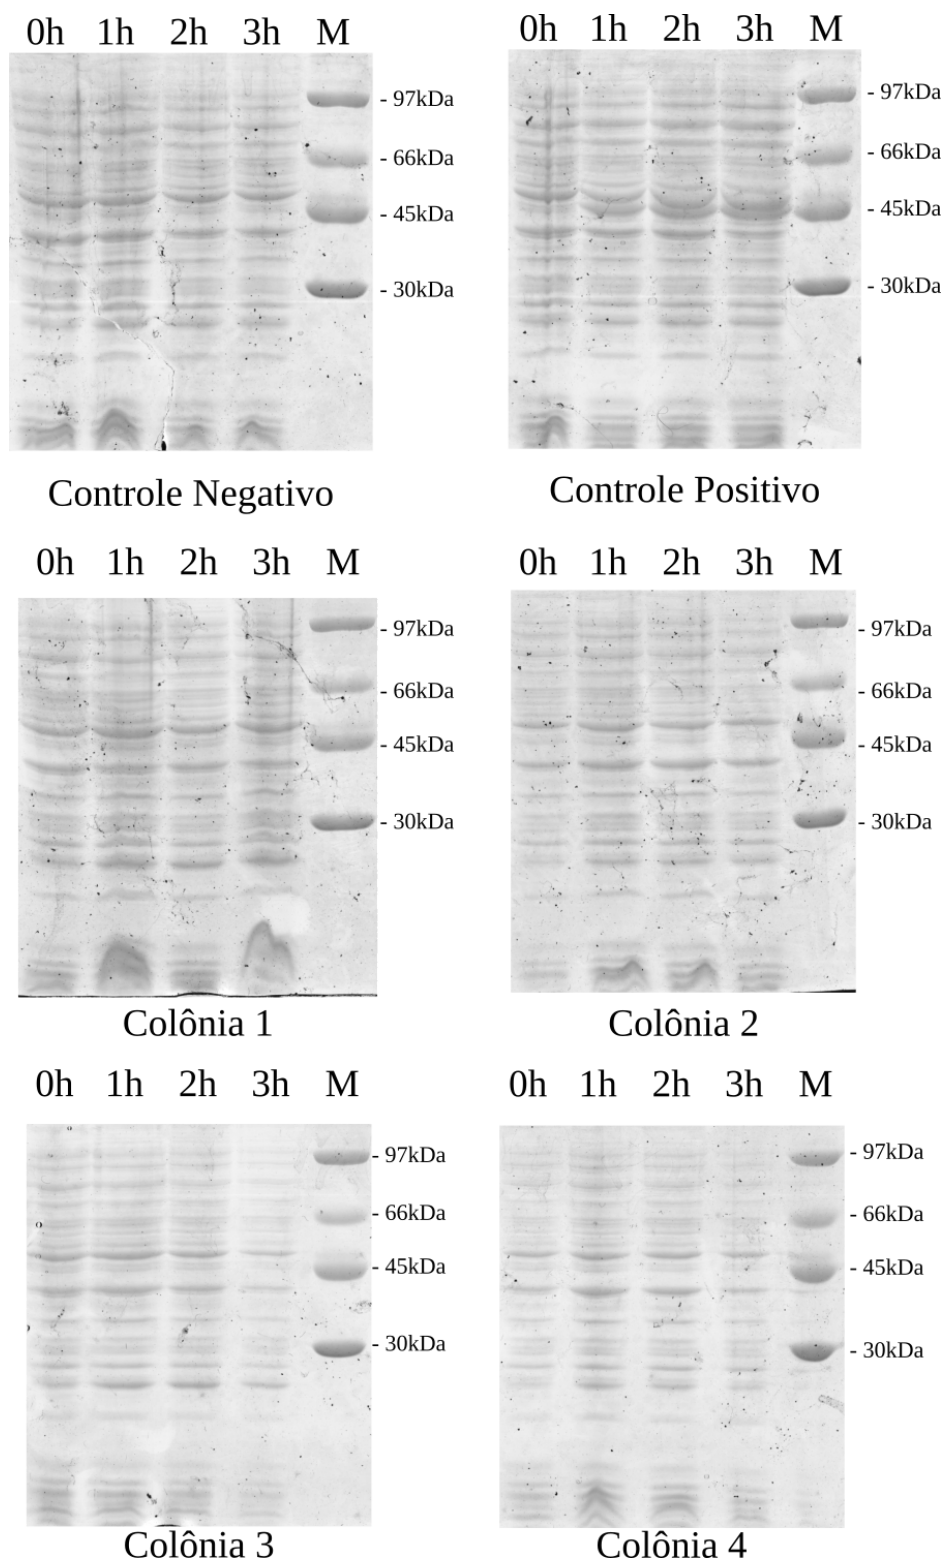 0h 1h 2h 3h M
- 97kDa
- 66kDa
- 45kDa
- 30kDa
Controle Negativo
0h 1h 2h 3h M
- 97kDa
- 66kDa
- 45kDa
- 30kDa
Controle Positivo
0h 1h 2h 3h M
- 97kDa
- 66kDa
- 45kDa
- 30kDa
Colônia 1
0h 1h 2h 3h M
- 97kDa
- 66kDa
- 45kDa
- 30kDa
Colônia 2
0h 1h 2h 3h M
- 97kDa
- 66kDa
- 45kDa
- 30kDa
Colônia 3
0h 1h 2h 3h M
- 97kDa
- 66kDa
- 45kDa
- 30kDa
Colônia 4